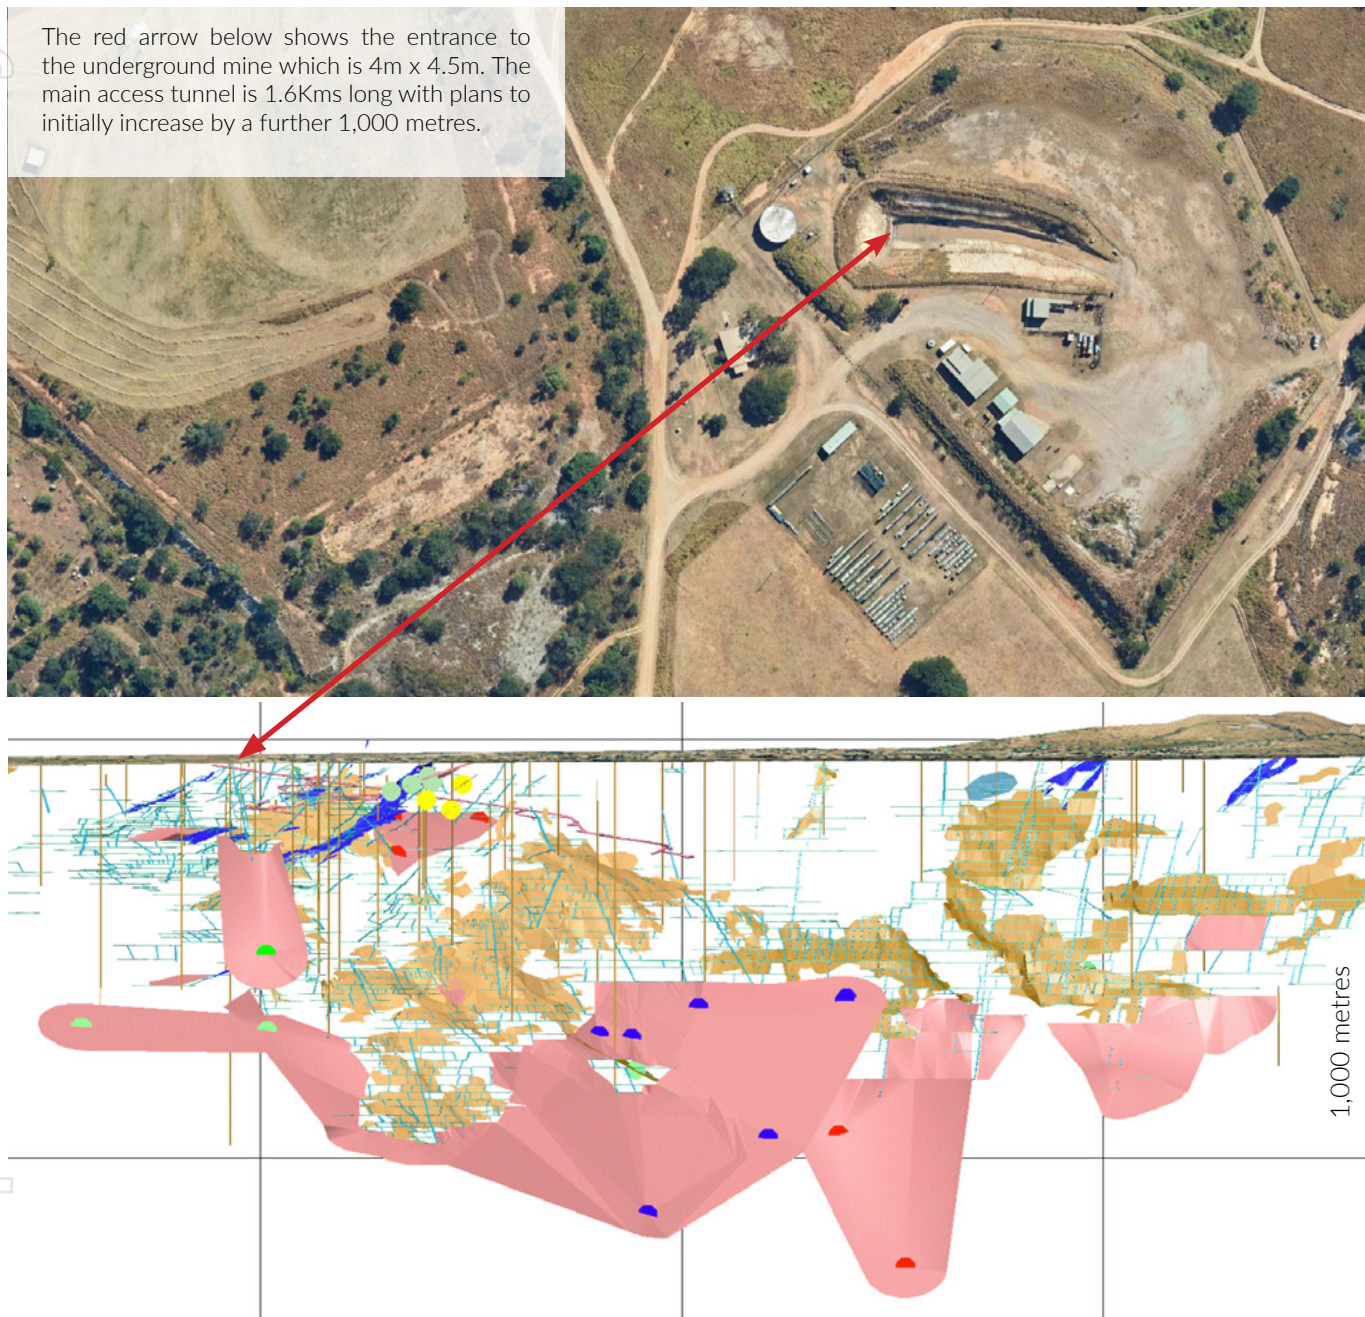 The red arrow below shows the entrance to
the underground mine which is 4m x 4.5m. The
main access tunnel is 1.6Kms long with plans to
initially increase by a further 1,000 metres.
1,000 metres